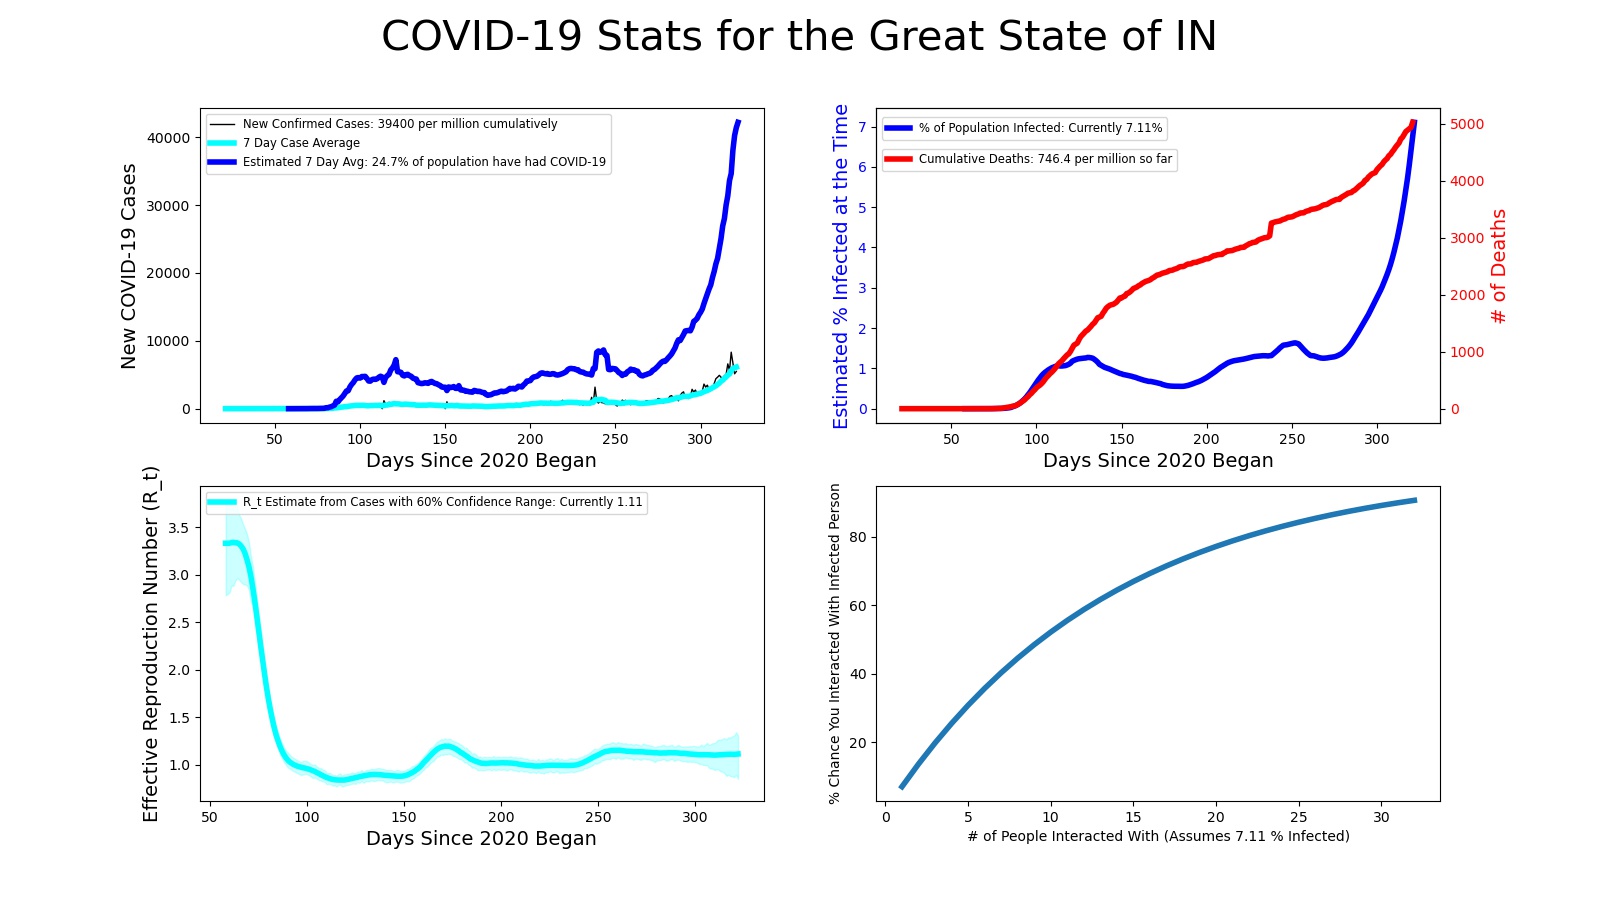 COVID-19 Stats for the Great State of IN
New COVID-19 Cases
40000
30000
20000
10000
0
New Confirmed Cases: 39400 per million cumulatively
7 Day Case Average
Estimated 7 Day Avg: 24.7% of population have had COVID-19
50 100 150 200 250 300
Days Since 2020 Began
Estimated % Infected at the Time
7
6
5
4
3
2
1
0
% of Population Infected: Currently 7.11%
Cumulative Deaths: 746.4 per million so far
5000
4000
3000
2000
1000
0
# of Deaths
50 100 150 200 250 300
Days Since 2020 Began
Effective Reproduction Number (R_t)
3.5
3.0
2.5
2.0
1.5
1.0
R_t Estimate from Cases with 60% Confidence Range: Currently 1.11
50 100 150 200 250 300
Days Since 2020 Began
% Chance You Interacted With Infected Person
80
60
40
20
0 5 10 15 20 25 30
# of People Interacted With (Assumes 7.11 % Infected)